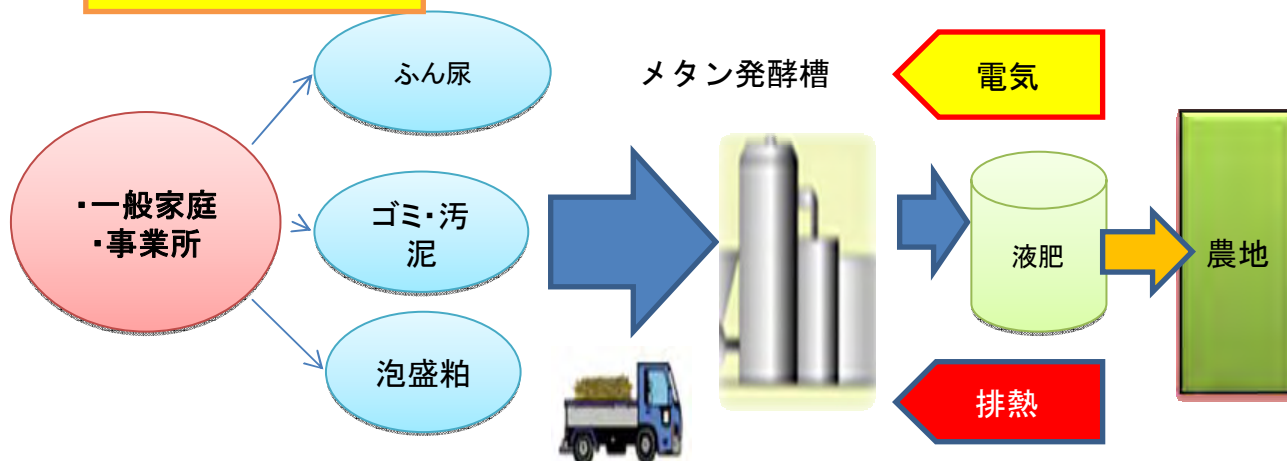 ・一般家庭
・事業所
ふん尿
ゴミ・汚
泥
泡盛粕
メタン発酵槽
電気
液肥
排熱
農地